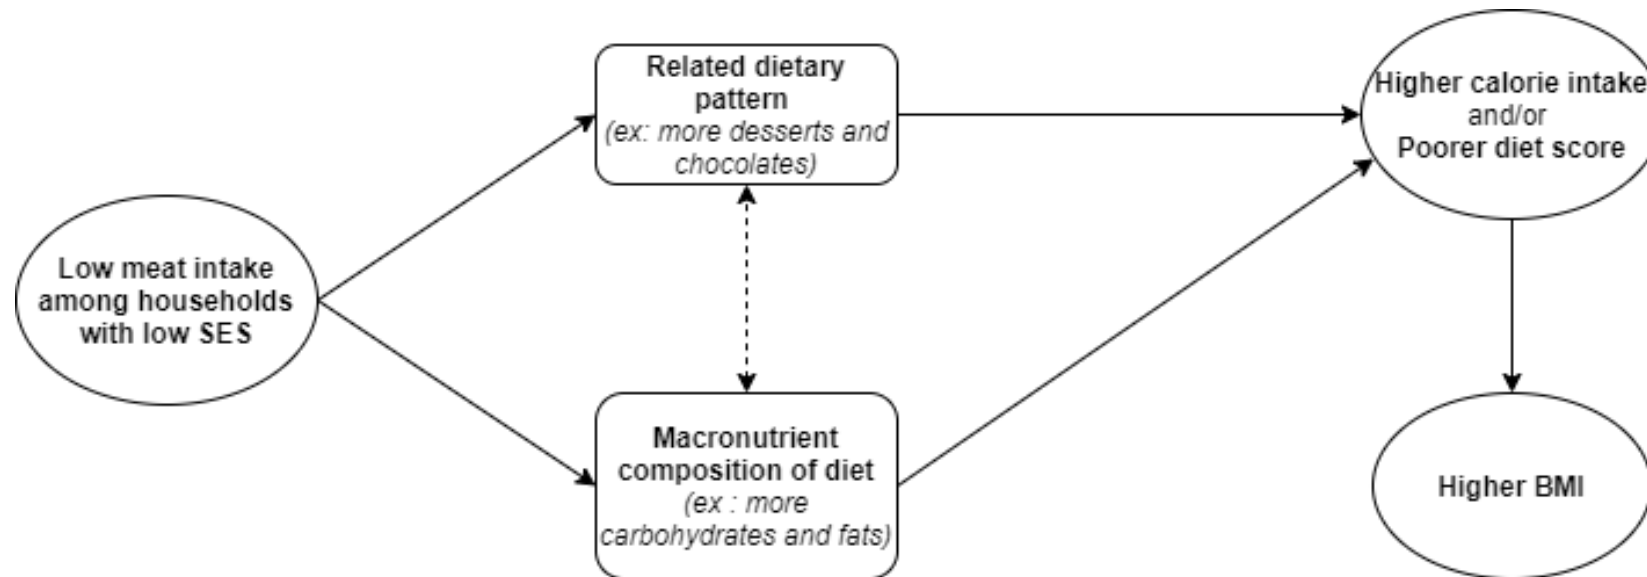 Related dietary
pattern
(ex: more desserts and
chocolates)
Higher calorie intake
and/or
Poorer diet score
Low meat intake
among households
with low SES
Macronutrient
composition of diet
(ex : more
carbohydrates and fats)
Higher BMI